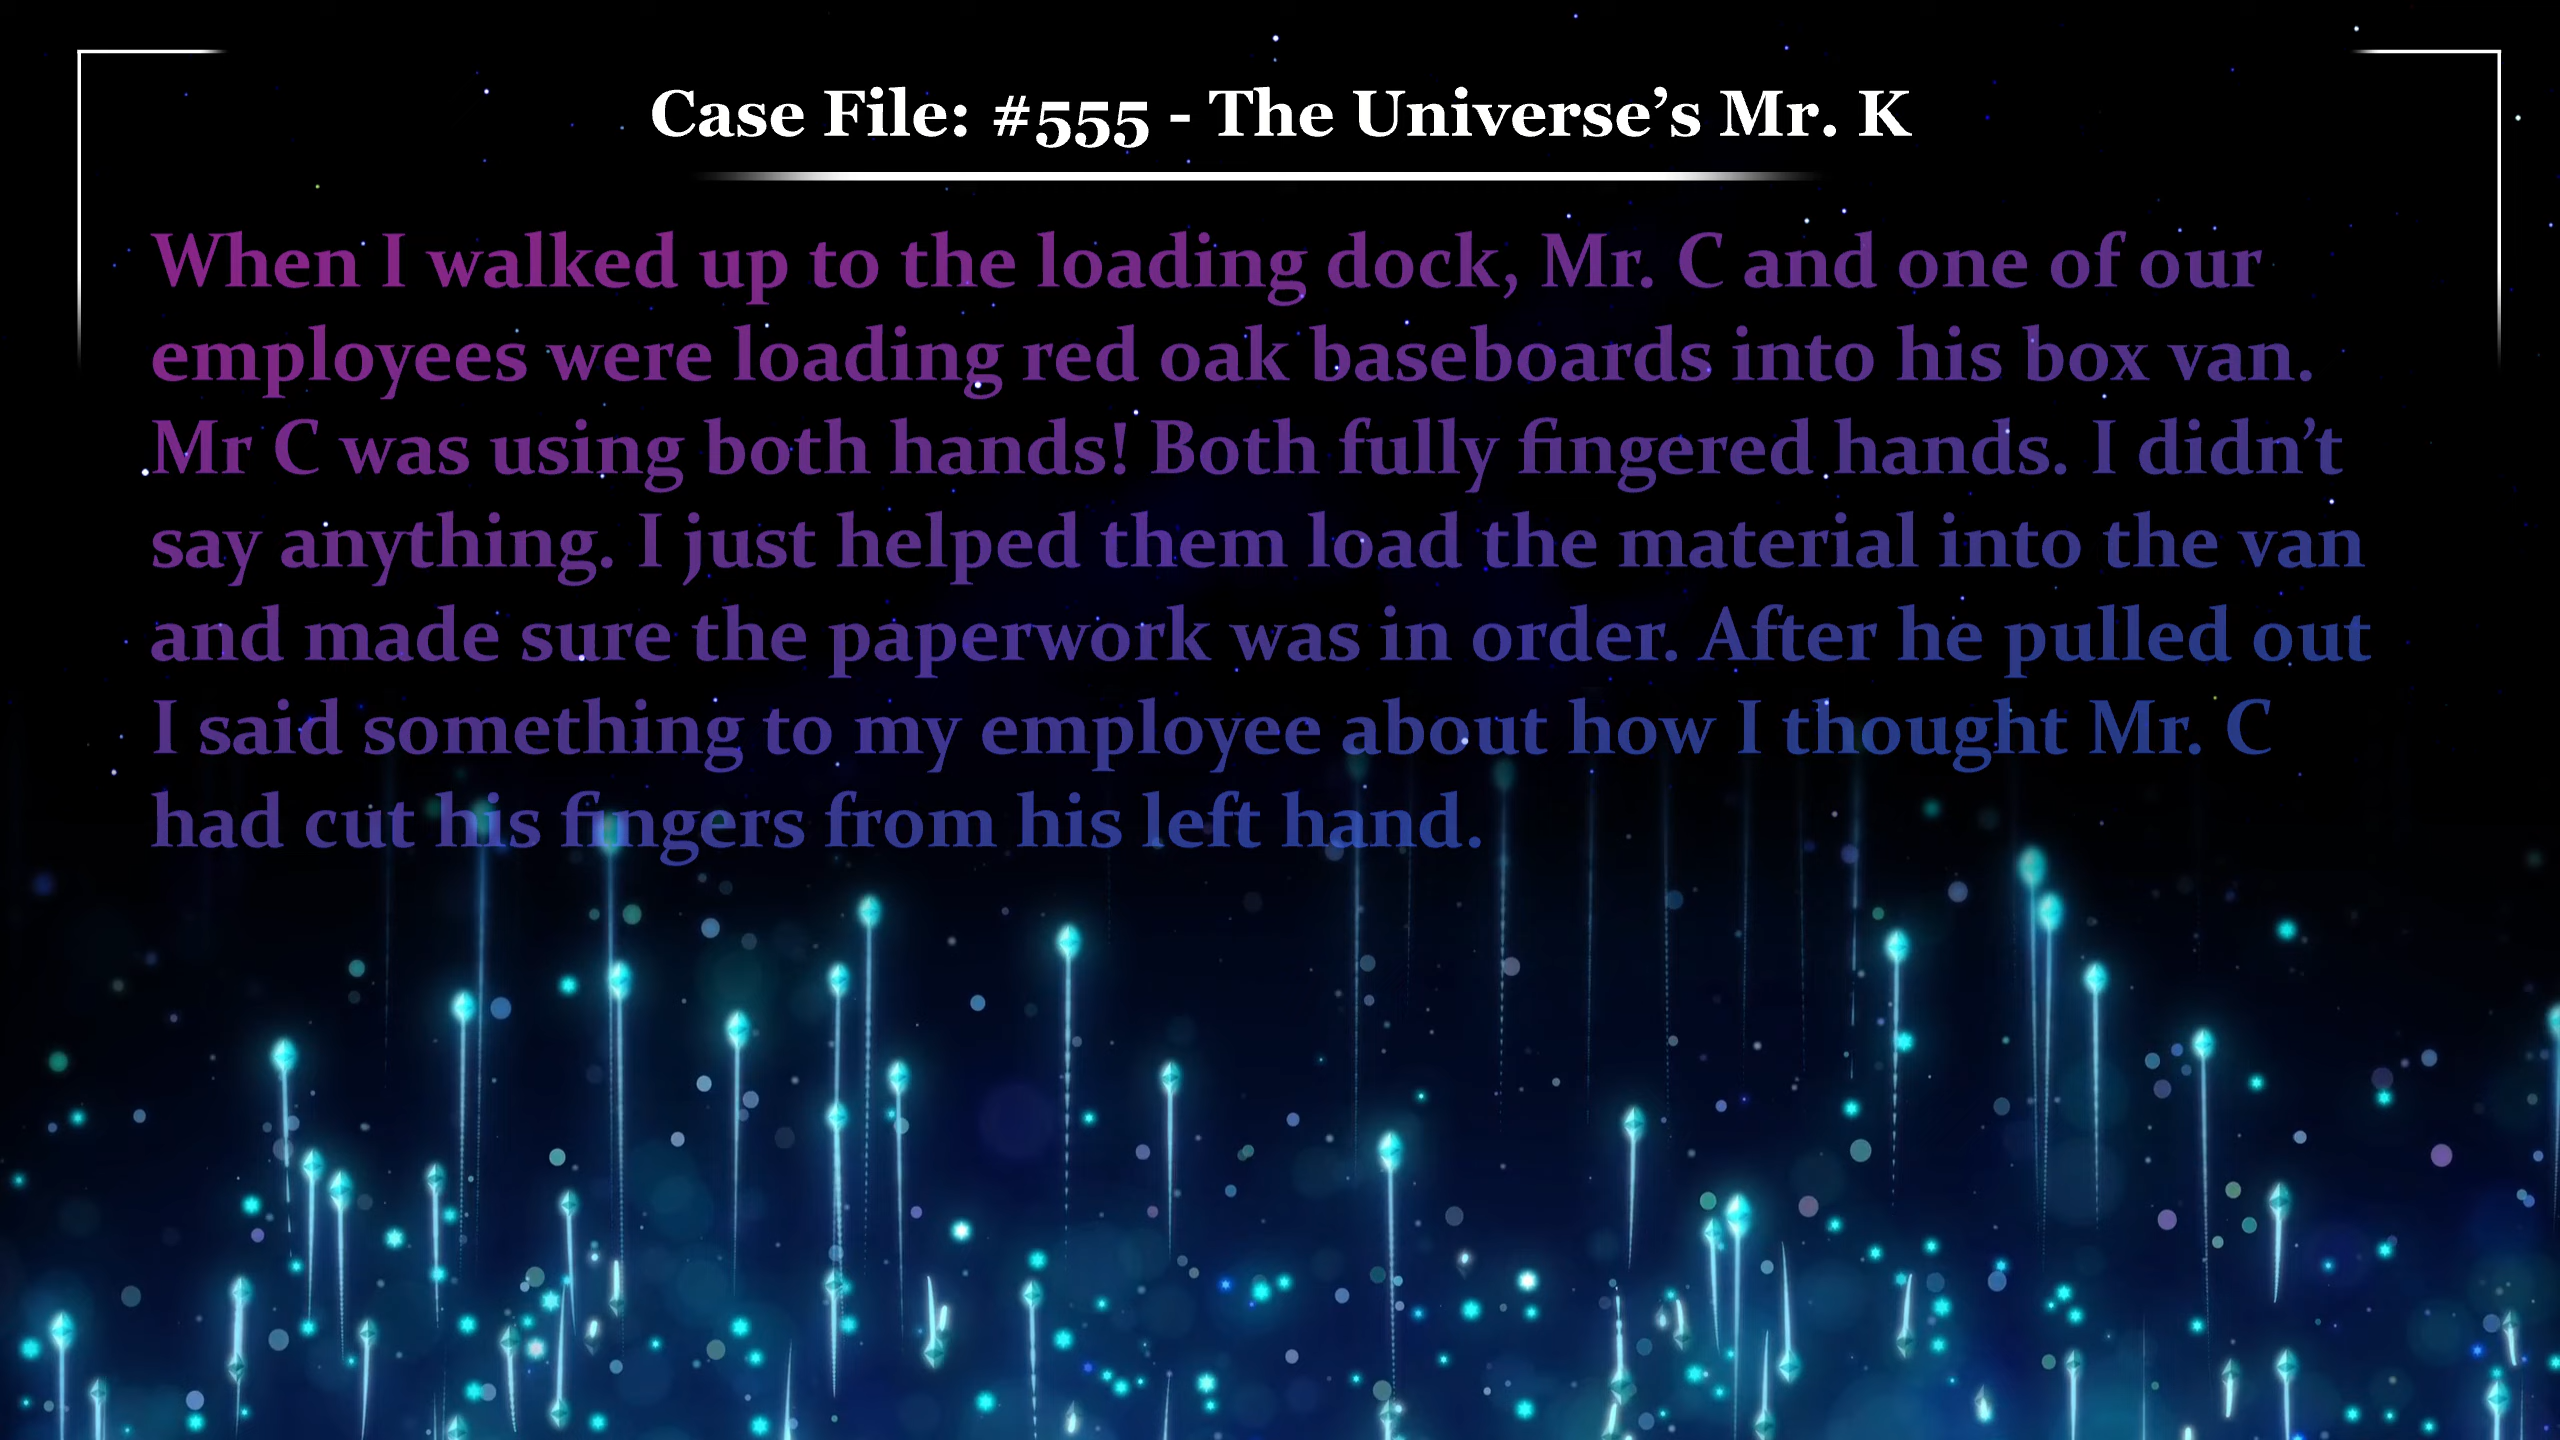 Case File: #555 - The Universe’s Mr. K
When I walked up to the loading dock, Mr. C and one of our
employees were loading red oak baseboards into his box van.
Mr C was using both hands! Both fully fingered hands. I didn’t
say anything. I just helped them load the material into the van
and made sure the paperwork was in order. After he pulled out
I said something to my employee about how I thought Mr. C
had cut his fingers from his left hand.